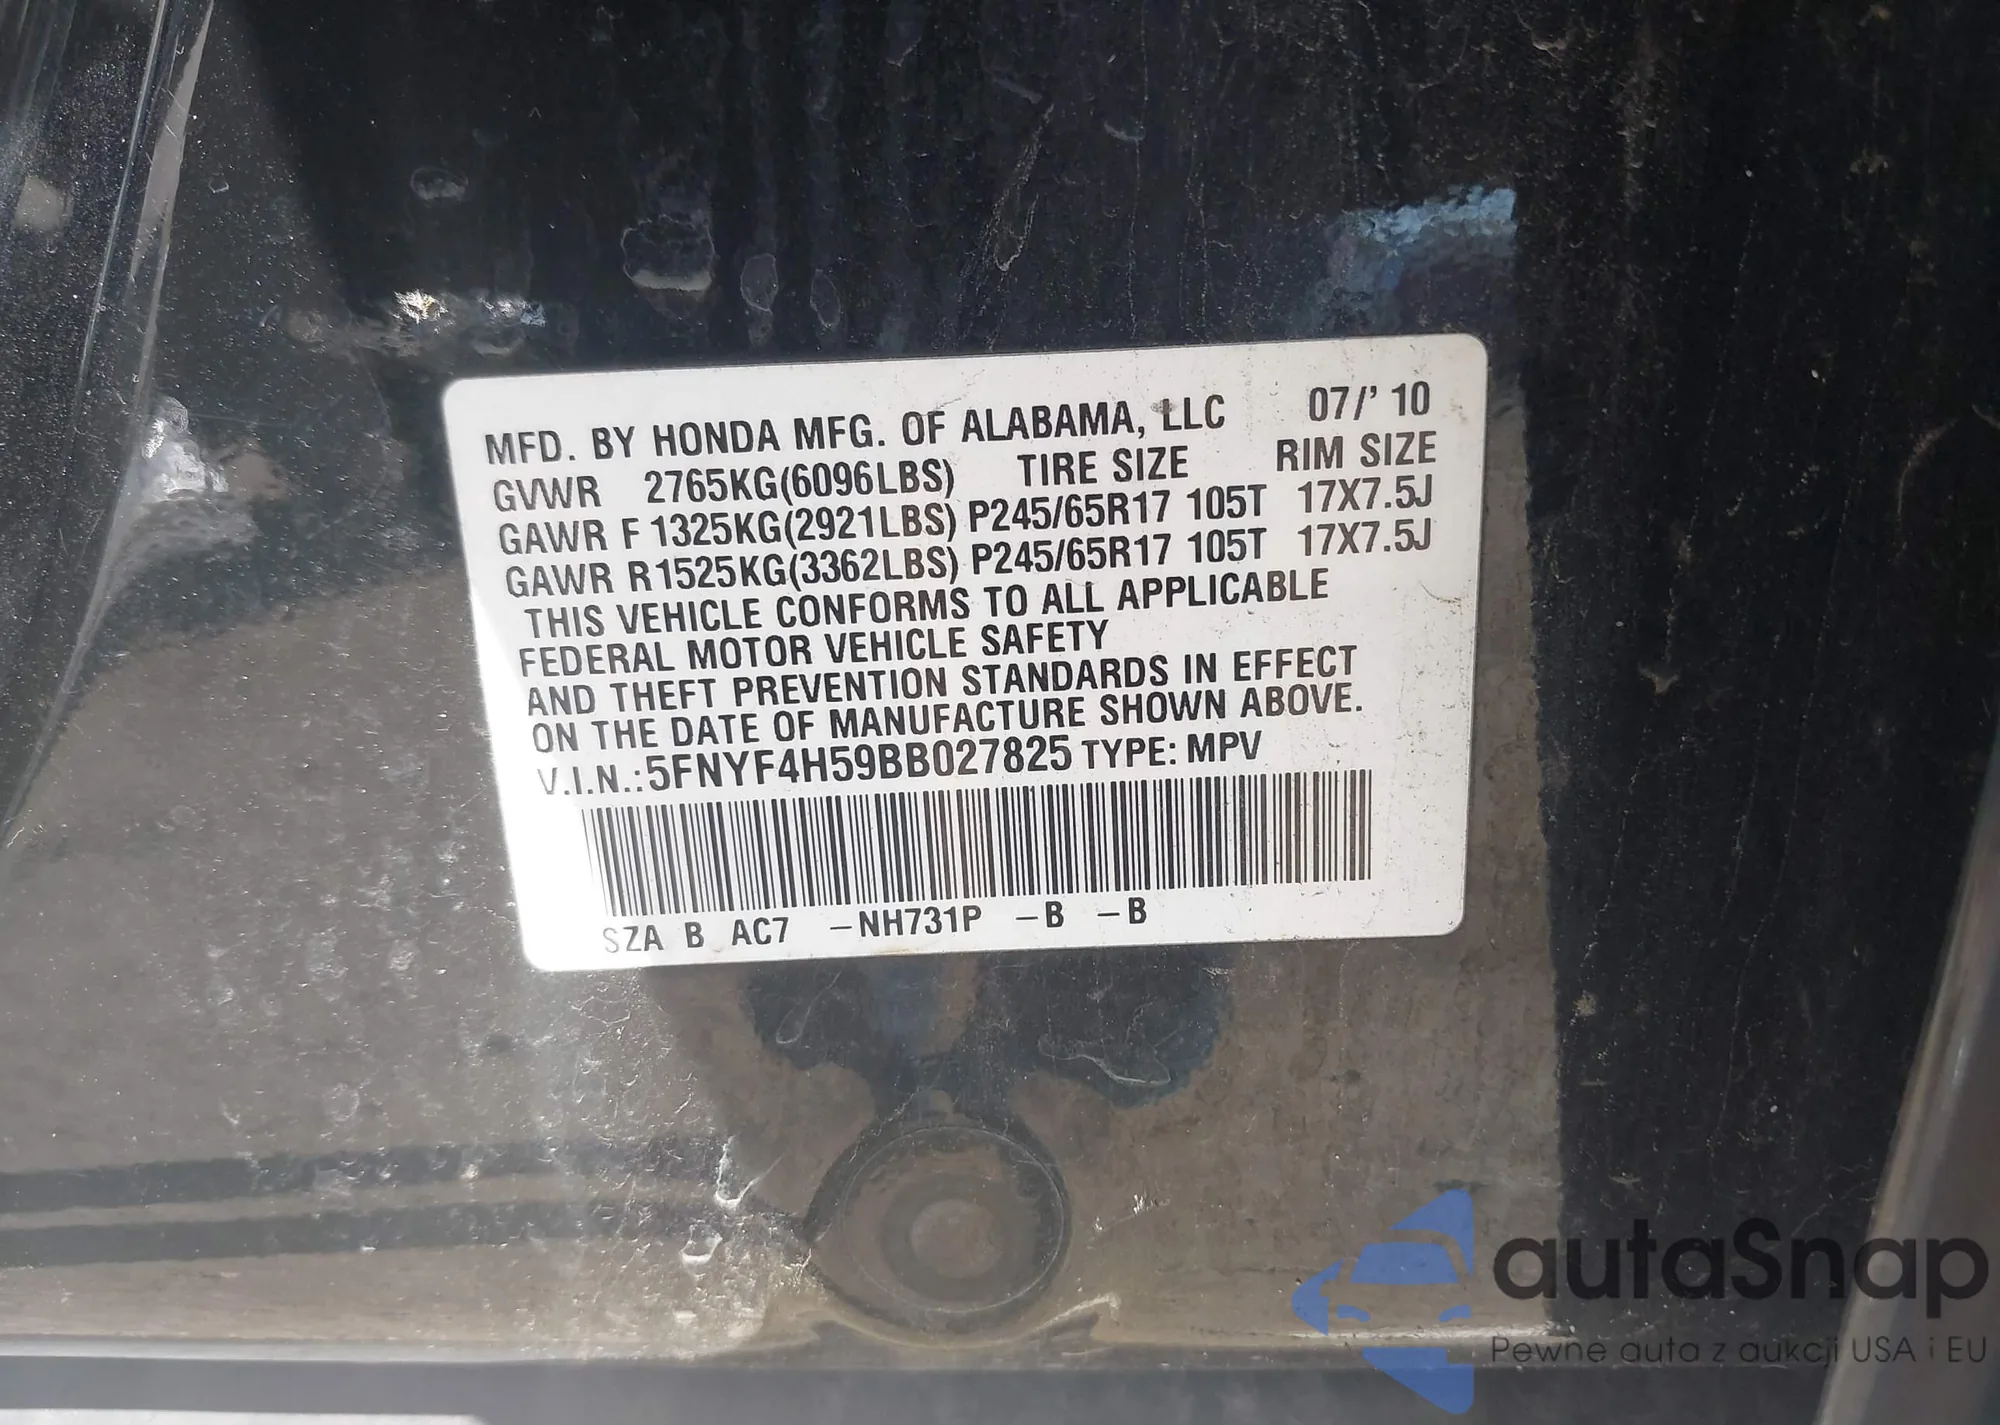 MFD. BY HONDA MFG. OF ALABAMA, LLC 07/' 10
GVWR 2765KG(6096LBS) TIRE SIZE RIM SIZE
GAWR F 1325KG(2921LBS) P245/65R17 105T 17X7.5J
GAWR R1525KG(3362LBS) P245/65R17 105T 17X7.5J
THIS VEHICLE CONFORMS TO ALL APPLICABLE
FEDERAL MOTOR VEHICLE SAFETY
AND THEFT PREVENTION STANDARDS IN EFFECT
ON THE DATE OF MANUFACTURE SHOWN ABOVE.
V.I.N.:5FNYF4H59BB027825 TYPE: MPV
SZA B AC7 -NH731P -B -B
autaSnap
Pewne auta z aukcji USA i EU